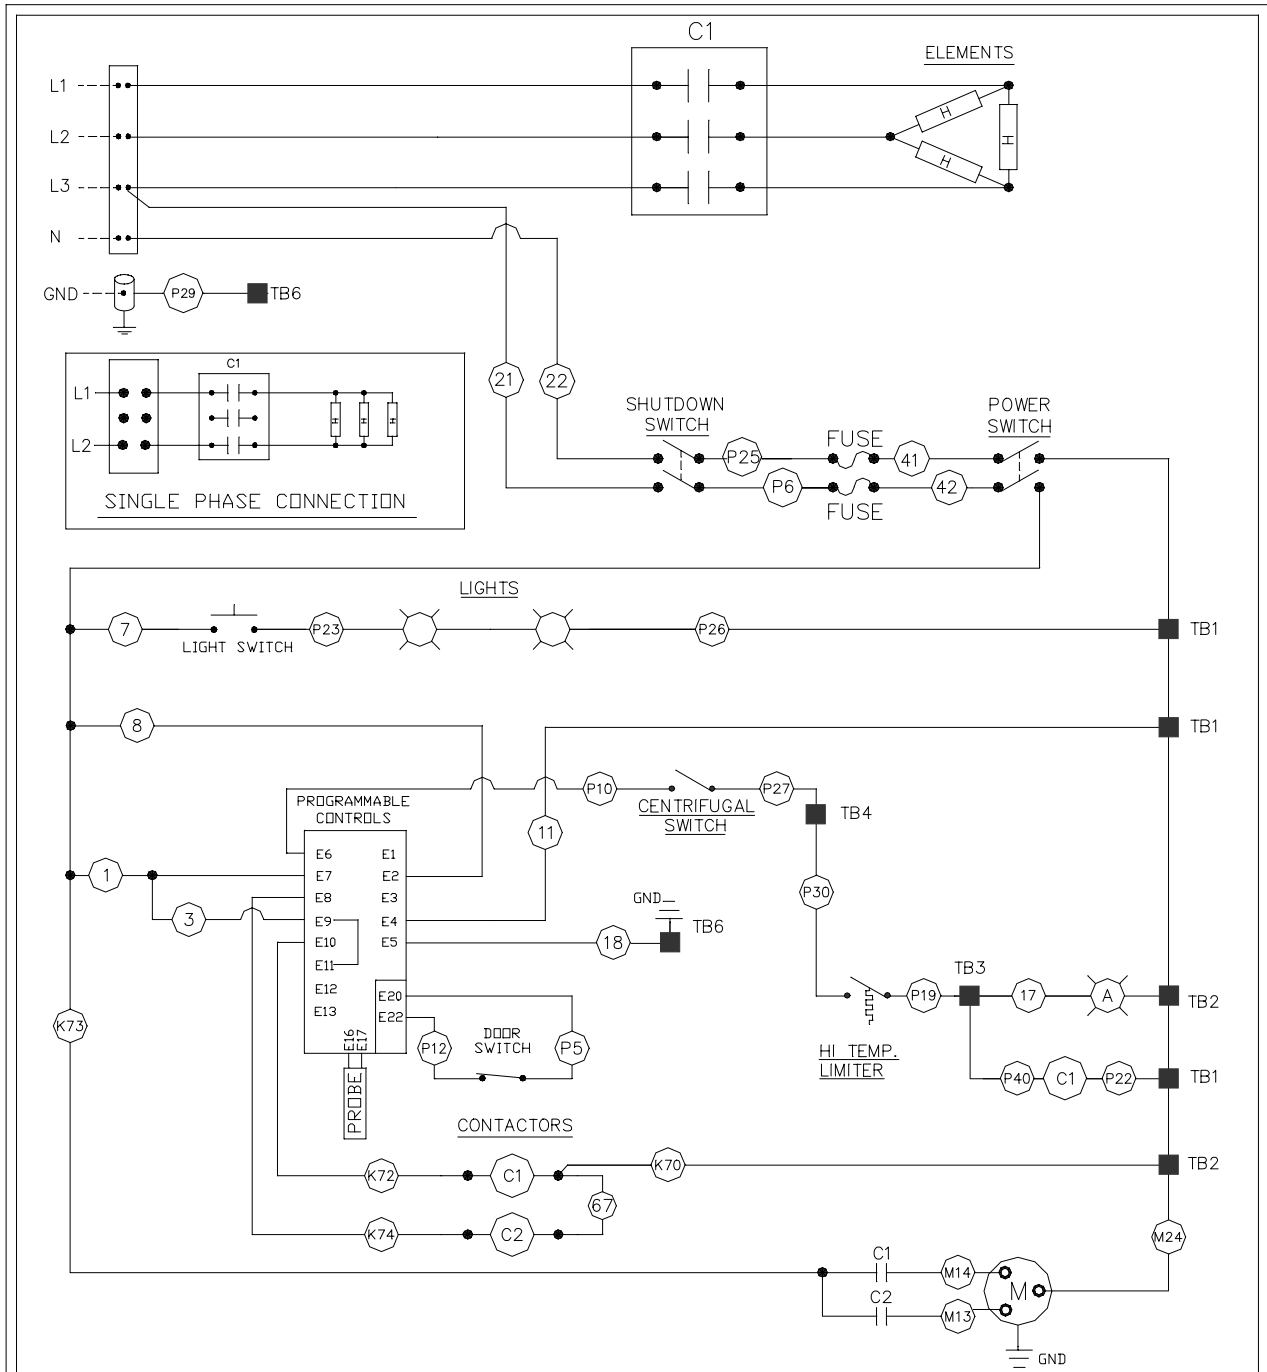 C1
ELEMENTS
L1
L2
L3
N
H
H
H
GND
P29
TB6
C1
L1
L2
H
H
H
SINGLE PHASE CONNECTION
21
22
SHUTDOWN
SWITCH
POWER
SWITCH
FUSE
P25
41
P6
42
FUSE
LIGHTS
7
LIGHT SWITCH
P23
P26
TB1
8
TB1
P10
CENTRIFUGAL
SWITCH
P27
TB4
PROGRAMMABLE
CONTROLS
11
E6
E1
E7
E2
E8
E3
E9
E4
E10
E5
E11
E12
E20
E13
E22
E16
E17
PROBE
1
3
P30
GND
TB6
18
TB3
P19
17
A
TB2
HI TEMP.
LIMITER
K73
P12
DOOR
SWITCH
P5
P40
C1
P22
TB1
CONTACTORS
K72
C1
K70
TB2
67
K74
C2
M24
C1
M14
M
C2
M13
GND